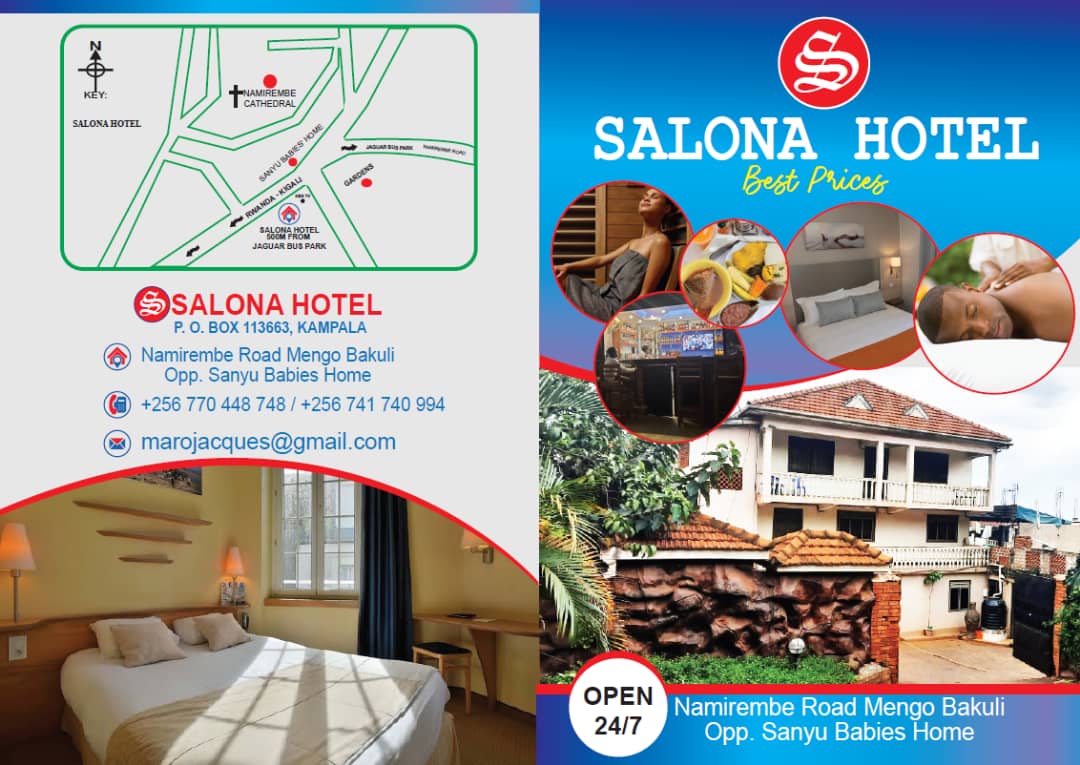 N
KEY:
SALONA HOTEL
NAMIREMBE
CATHEDRAL
SANYU BABIES' HOME
JAGUAR BUS PARK
NAMIREMBE ROAD
GARDENS
RWANDA - KIGALI
SALONA HOTEL
500M FROM
JAGUAR BUS PARK
S SALONA HOTEL
P. O. BOX 113663, KAMPALA
Namirembe Road Mengo Bakuli
Opp. Sanyu Babies Home
+256 770 448 748 / +256 741 740 994
marojacques@gmail.com
S
SALONA HOTEL
Best Prices
OPEN
24/7
Namirembe Road Mengo Bakuli
Opp. Sanyu Babies Home